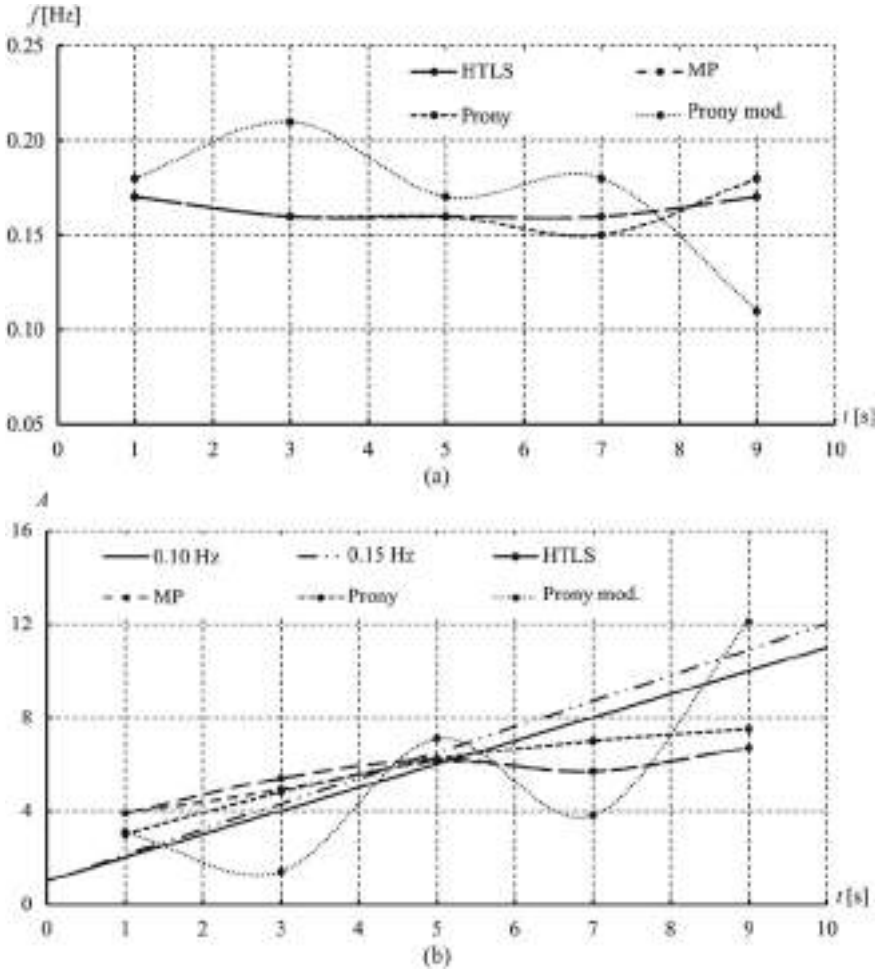 f [Hz]
0.25
HTLS
MP
Prony
Prony mod.
0.20
0.15
0.10
0.05
t [s]
0 1 2 3 4 5 6 7 8 9 10
(a)
A
16
0.10 Hz
0.15 Hz
HTLS
MP
Prony
Prony mod.
12
8
4
0
t [s]
0 1 2 3 4 5 6 7 8 9 10
(b)